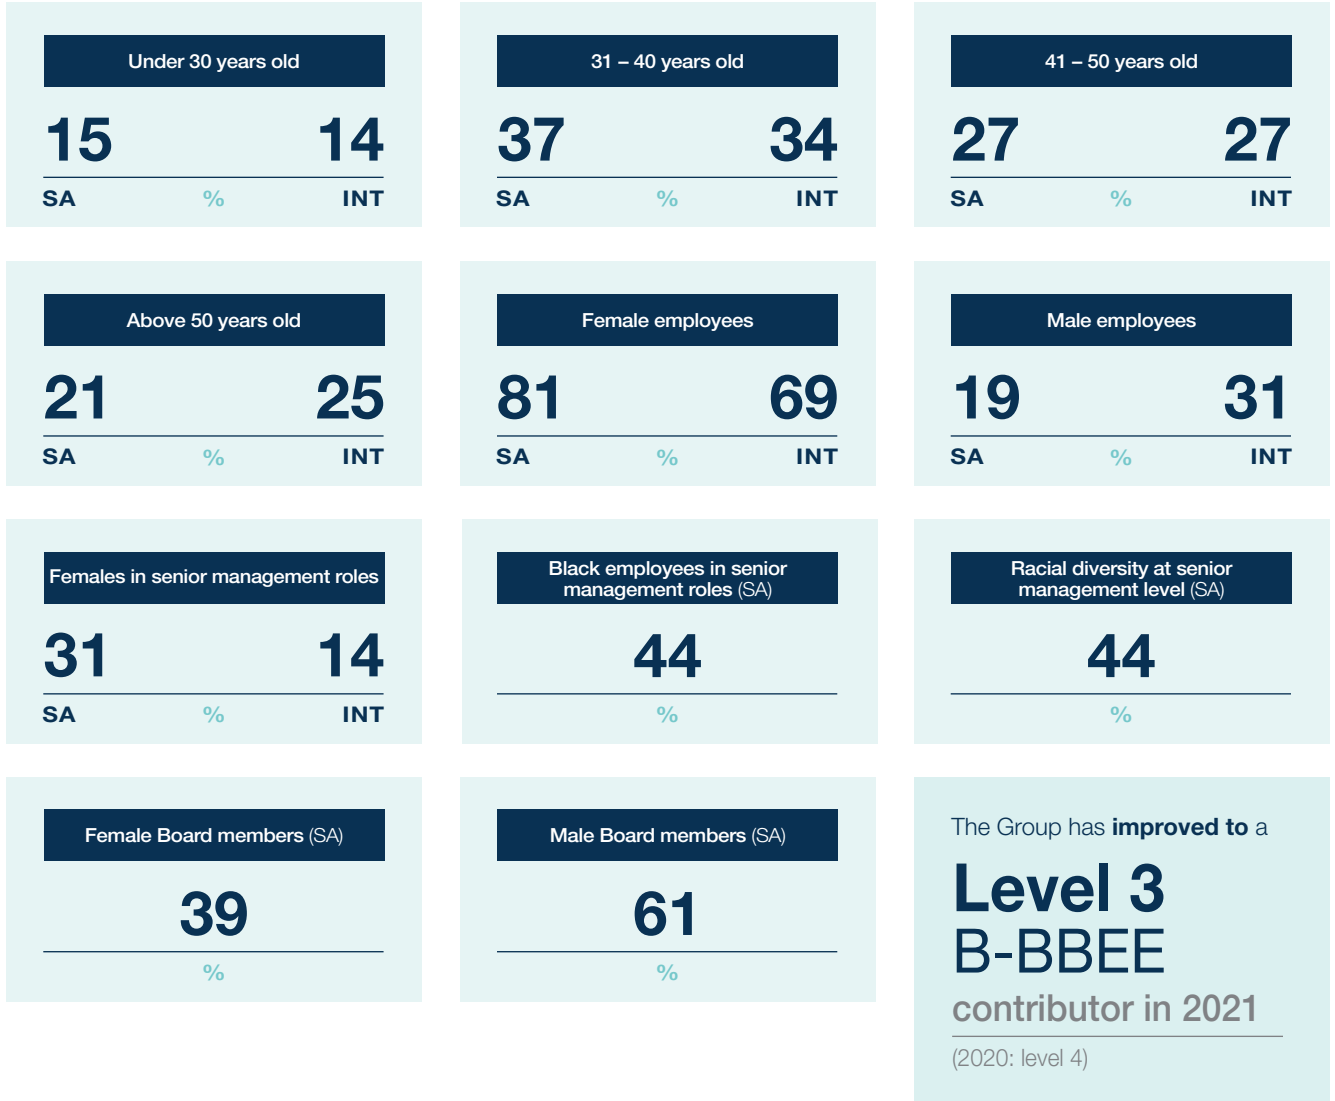 Under 30 years old
15 14
SA % INT
31 – 40 years old
37 34
SA % INT
41 – 50 years old
27 27
SA % INT
Above 50 years old
21 25
SA % INT
Female employees
81 69
SA % INT
Male employees
19 31
SA % INT
Females in senior management roles
31 14
SA % INT
Black employees in senior
management roles (SA)
44
%
Racial diversity at senior
management level (SA)
44
%
Female Board members (SA)
39
%
Male Board members (SA)
61
%
The Group has improved to a
Level 3
B-BBEE
contributor in 2021
(2020: level 4)